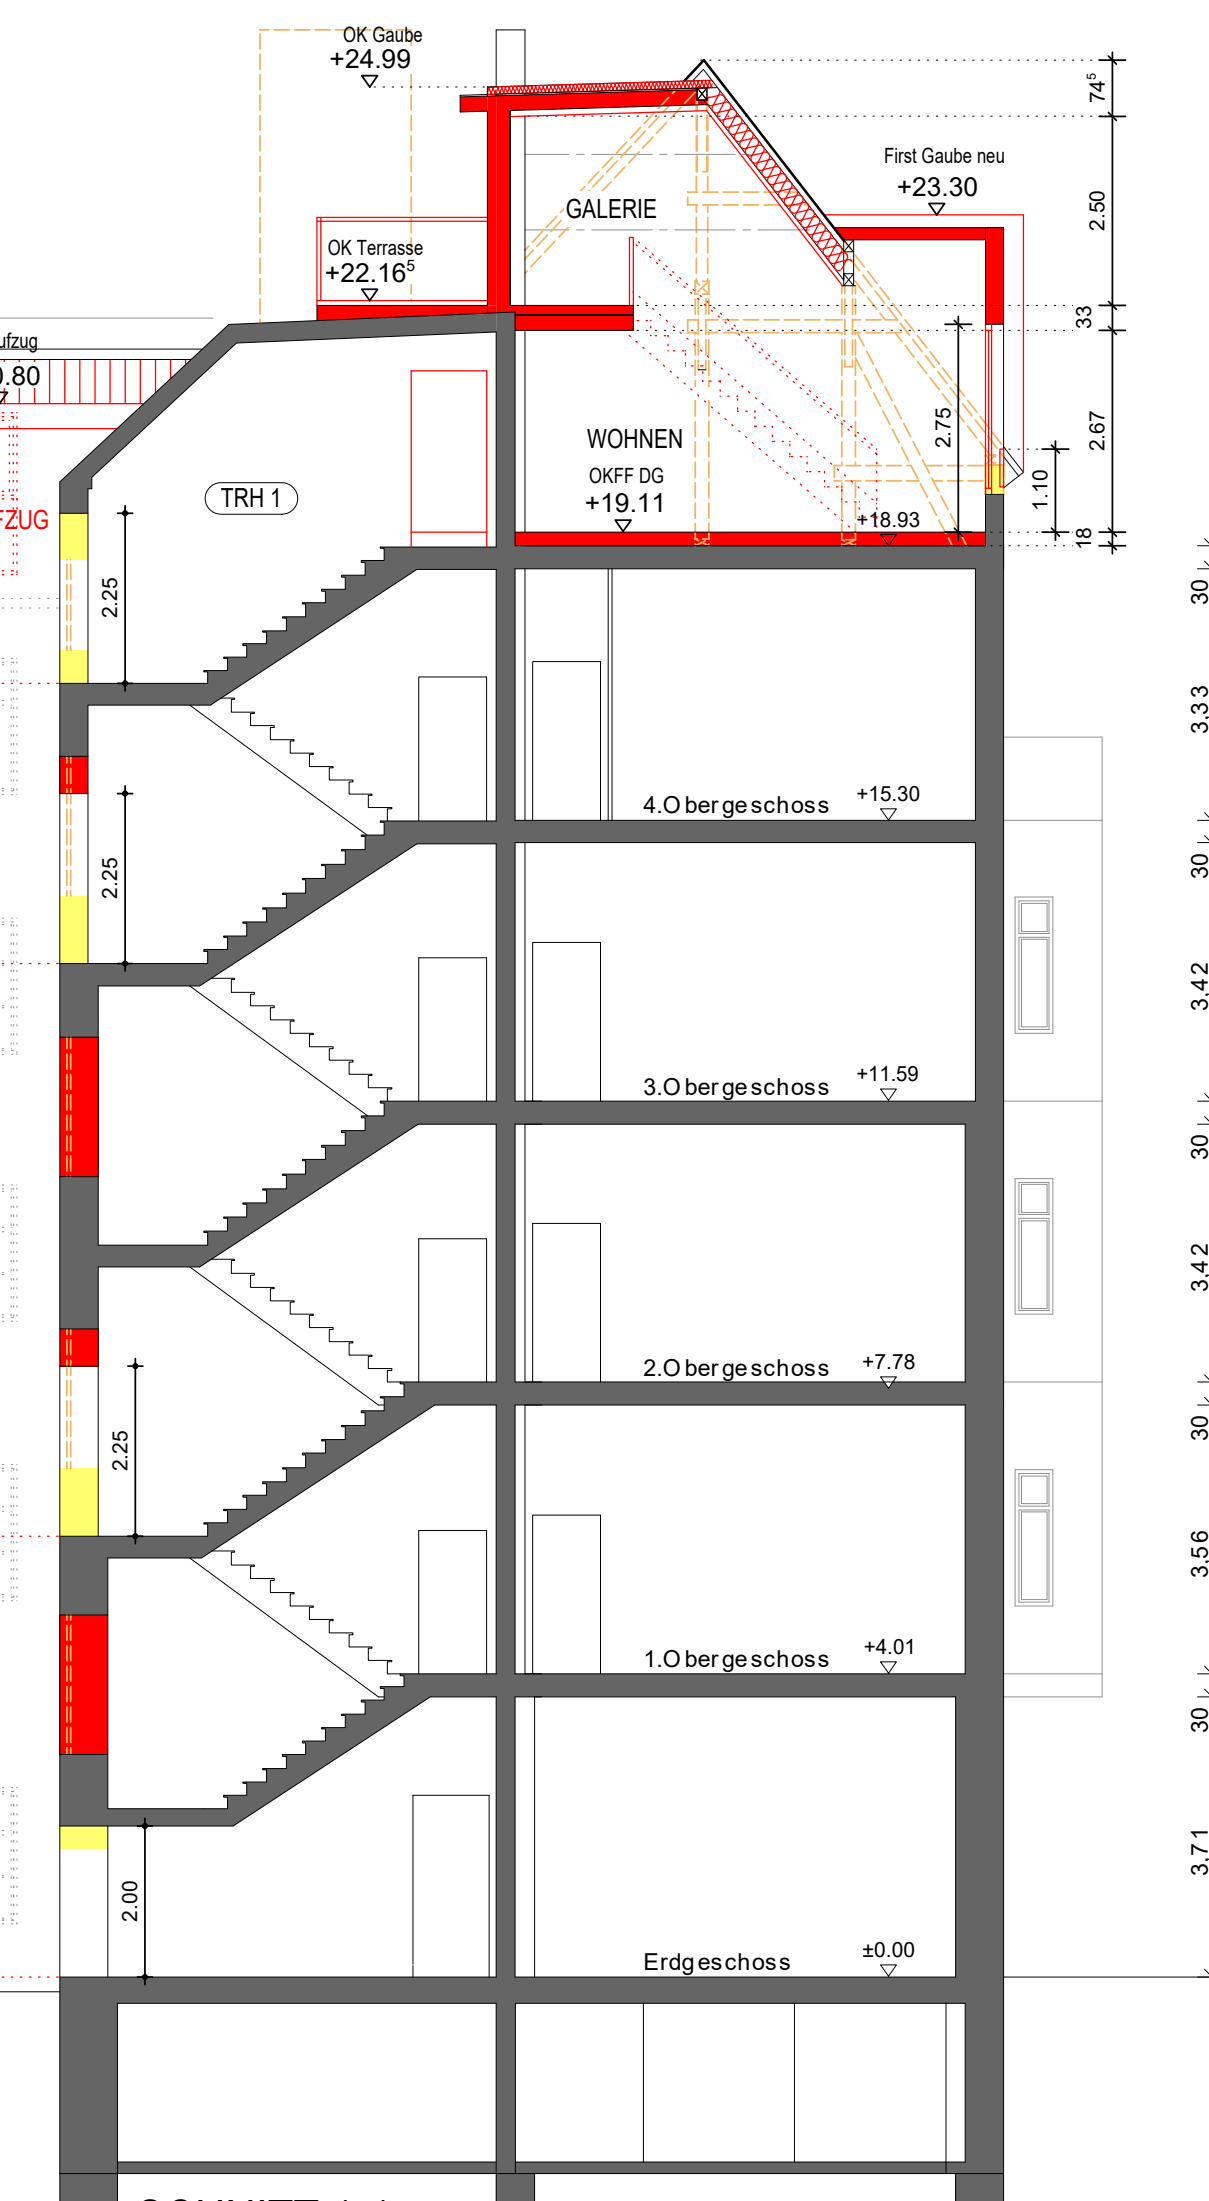 OK Gaube
+24.99
74⁵
First Gaube neu
+23.30
2.50
GALERIE
OK Terrasse
+22.16⁵
33
ufzug
0.80
2.75
2.67
WOHNEN
OKFF DG
+19.11
1.10
TRH 1
FZUG
+18.93
18
30
2.25
3,33
4.Obergeschoss
+15.30
30
2.25
3,42
3.Obergeschoss
+11.59
30
3,42
2.Obergeschoss
+7.78
30
2.25
3,56
1.Obergeschoss
+4.01
30
3,71
2.00
Erdgeschoss
±0.00